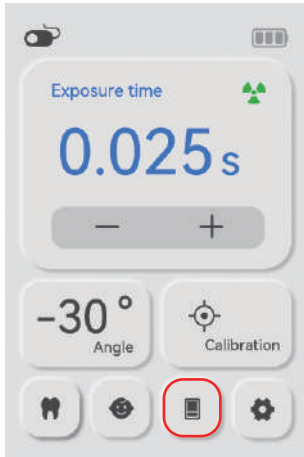 Exposure time
0.025 s
− +
-30°
Angle
Calibration